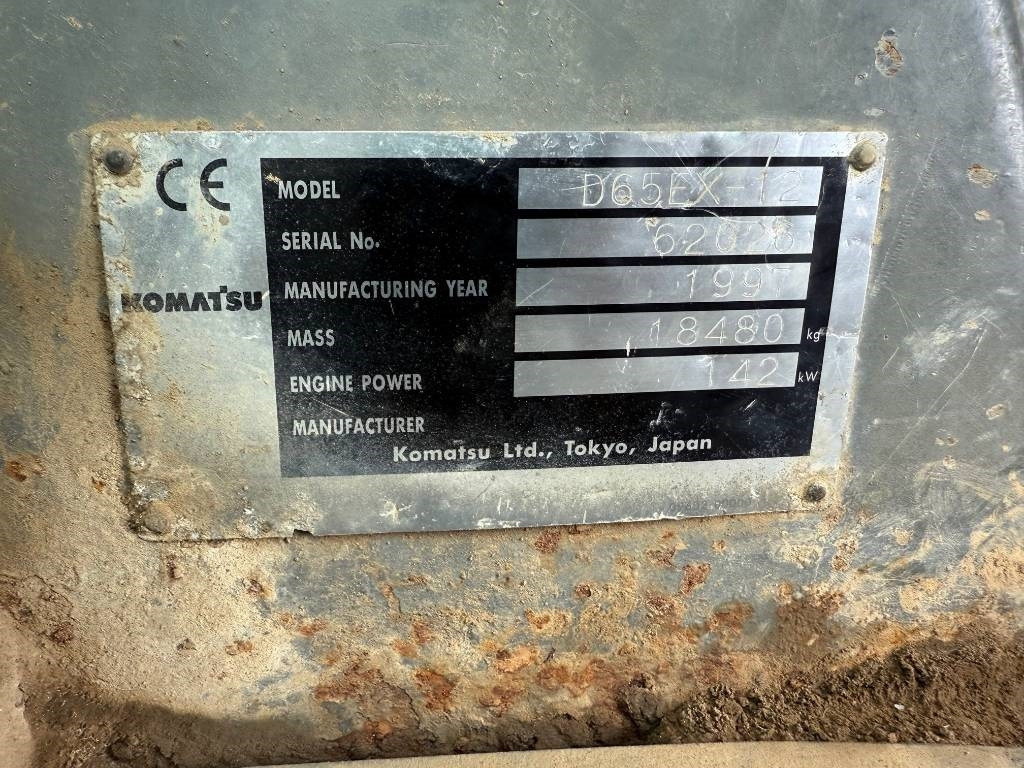 CE
KOMATSU
MODEL D65EX-12
SERIAL No. 62026
MANUFACTURING YEAR 1997
MASS 18480 kg
ENGINE POWER 142 kW
MANUFACTURER
Komatsu Ltd., Tokyo, Japan